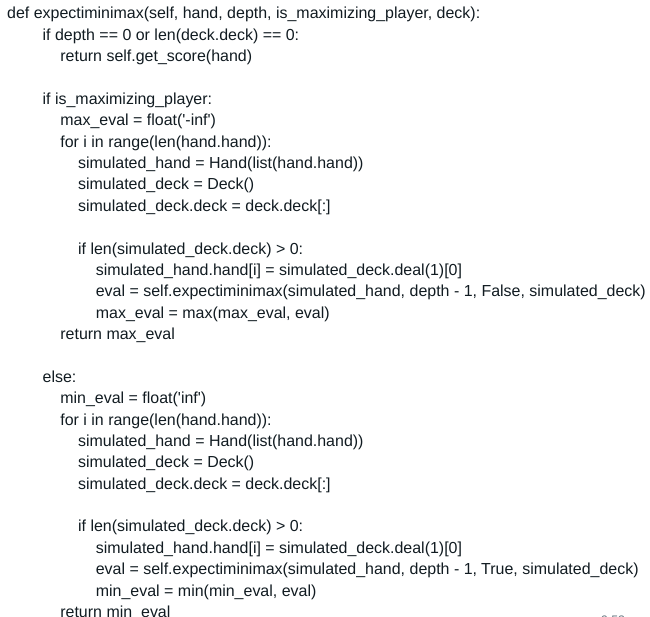 def expectiminimax(self, hand, depth, is_maximizing_player, deck):
if depth == 0 or len(deck.deck) == 0:
return self.get_score(hand)
if is_maximizing_player:
max_eval = float('-inf')
for i in range(len(hand.hand)):
simulated_hand = Hand(list(hand.hand))
simulated_deck = Deck()
simulated_deck.deck = deck.deck[:]
if len(simulated_deck.deck) > 0:
simulated_hand.hand[i] = simulated_deck.deal(1)[0]
eval = self.expectiminimax(simulated_hand, depth - 1, False, simulated_deck)
max_eval = max(max_eval, eval)
return max_eval
else:
min_eval = float('inf')
for i in range(len(hand.hand)):
simulated_hand = Hand(list(hand.hand))
simulated_deck = Deck()
simulated_deck.deck = deck.deck[:]
if len(simulated_deck.deck) > 0:
simulated_hand.hand[i] = simulated_deck.deal(1)[0]
eval = self.expectiminimax(simulated_hand, depth - 1, True, simulated_deck)
min_eval = min(min_eval, eval)
return min_eval